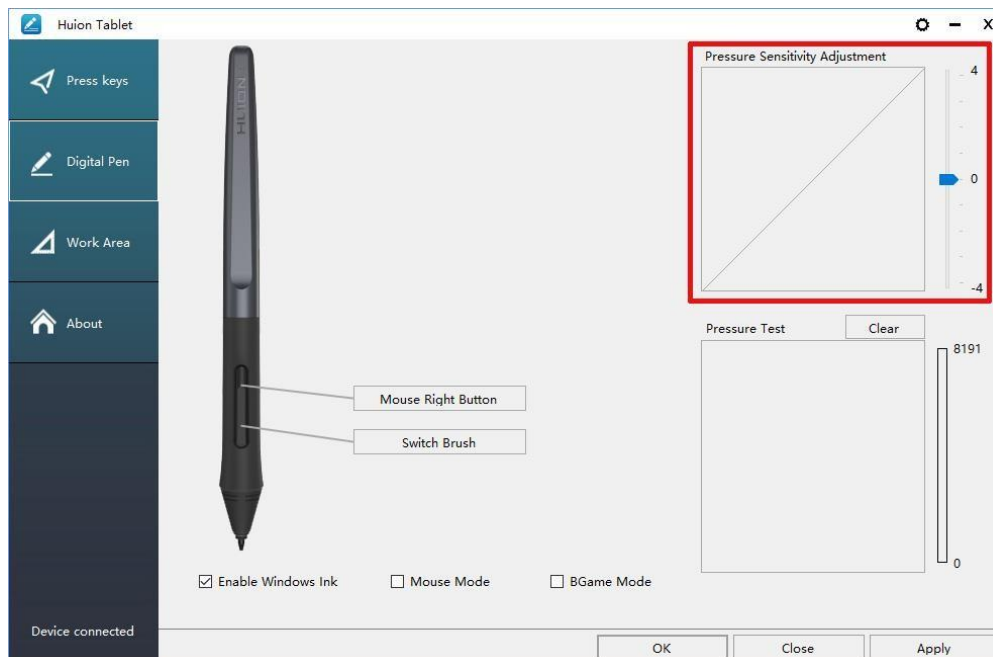 Huion Tablet
X
Press keys
Digital Pen
Work Area
About
Device connected
HUION
Mouse Right Button
Switch Brush
Enable Windows Ink
Mouse Mode
BGame Mode
Pressure Sensitivity Adjustment
4
0
-4
Pressure Test
Clear
8191
0
OK
Close
Apply